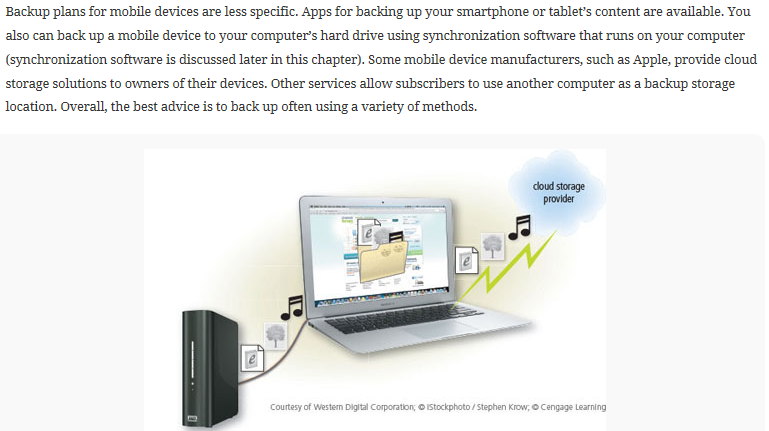 Backup plans for mobile devices are less specific. Apps for backing up your smartphone or tablet's content are available. You
also can back up a mobile device to your computer's hard drive using synchronization software that runs on your computer
(synchronization software is discussed later in this chapter). Some mobile device manufacturers, such as Apple, provide cloud
storage solutions to owners of their devices. Other services allow subscribers to use another computer as a backup storage
location. Overall, the best advice is to back up often using a variety of methods.
cloud storage
provider
e
e
e
WD
Courtesy of Western Digital Corporation; © iStockphoto / Stephen Krow; © Cengage Learning